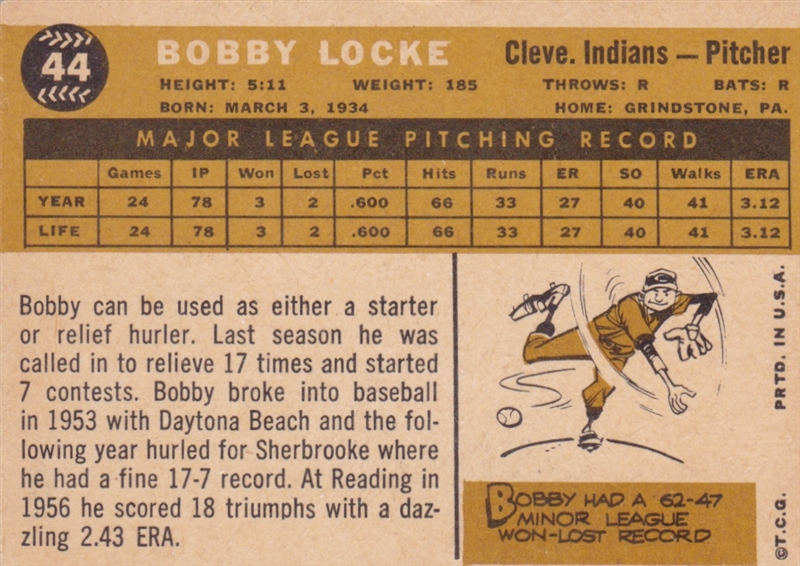 44
BOBBY LOCKE
Cleve. Indians — Pitcher
HEIGHT: 5:11 WEIGHT: 185 THROWS: R BATS: R
BORN: MARCH 3, 1934 HOME: GRINDSTONE, PA.
MAJOR LEAGUE PITCHING RECORD
Games IP Won Lost Pct Hits Runs ER SO Walks ERA
YEAR 24 78 3 2 .600 66 33 27 40 41 3.12
LIFE 24 78 3 2 .600 66 33 27 40 41 3.12
Bobby can be used as either a starter
or relief hurler. Last season he was
called in to relieve 17 times and started
7 contests. Bobby broke into baseball
in 1953 with Daytona Beach and the fol-
lowing year hurled for Sherbrooke where
he had a fine 17-7 record. At Reading in
1956 he scored 18 triumphs with a daz-
zling 2.43 ERA.
BOBBY HAD A 62-47
MINOR LEAGUE
WON-LOST RECORD
©T.C.G. PRTD. IN U.S.A.